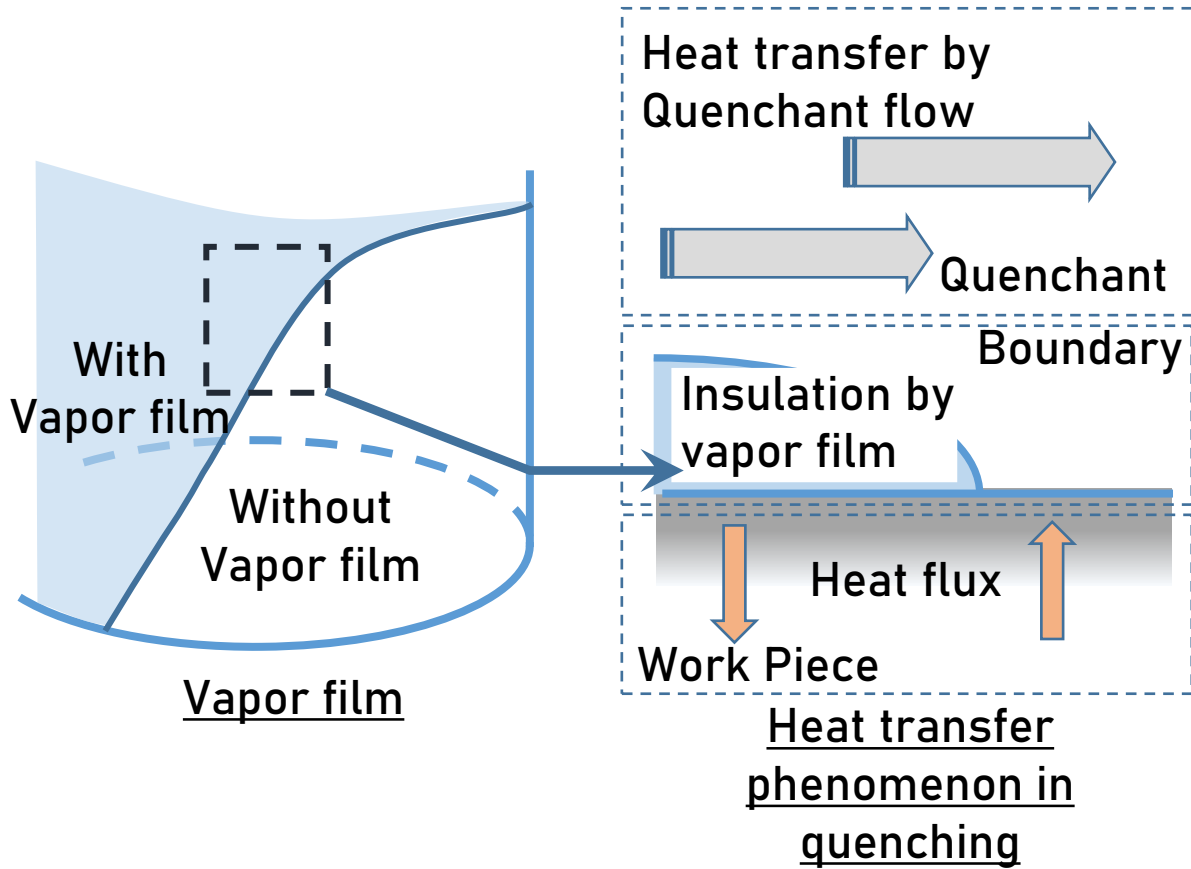 With
Vapor film
Without
Vapor film
Vapor film
Heat transfer by
Quenchant flow
Quenchant
Boundary
Insulation by
vapor film
Heat flux
Work Piece
Heat transfer
phenomenon in
quenching